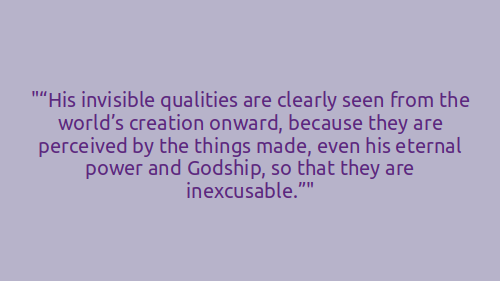 "“His invisible qualities are clearly seen from the
world’s creation onward, because they are
perceived by the things made, even his eternal
power and Godship, so that they are
inexcusable.”"